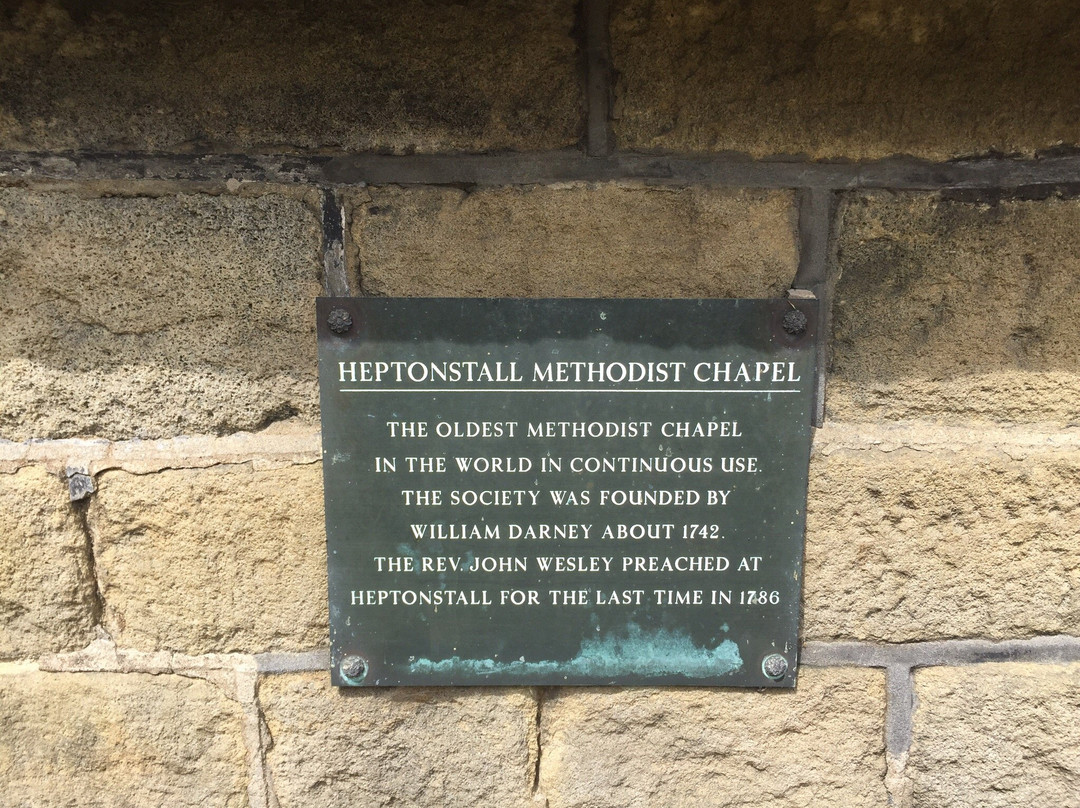 HEPTONSTALL METHODIST CHAPEL
THE OLDEST METHODIST CHAPEL
IN THE WORLD IN CONTINUOUS USE.
THE SOCIETY WAS FOUNDED BY
WILLIAM DARNEY ABOUT 1742.
THE REV. JOHN WESLEY PREACHED AT
HEPTONSTALL FOR THE LAST TIME IN 1786